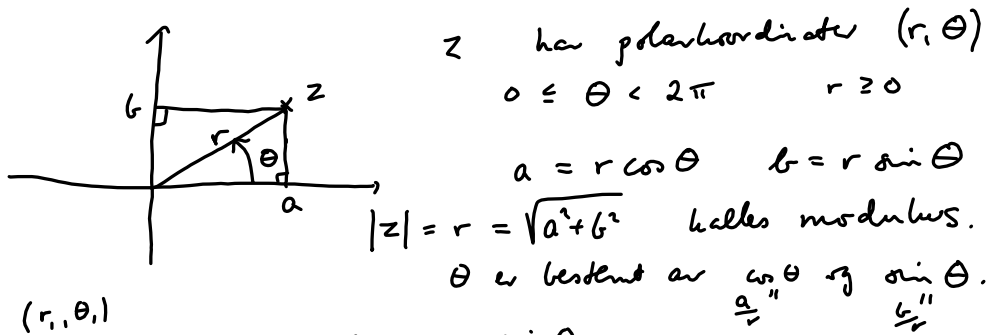 z har polarkoordinater (r, θ)
0 ≤ θ < 2π r ≥ 0
b
z
r
θ
a
a = r cos θ b = r sin θ
|z| = r = √(a² + b²) kalles modulus.
θ er bestemt av cos θ og sin θ.
" "
a/r b/r
(r₁, θ₁)